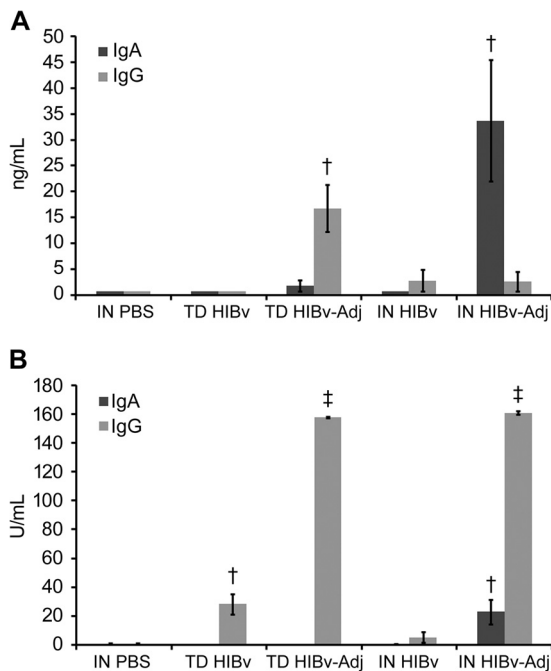 A
50
45
40
35
30
25
20
15
10
5
0
ng/mL
IgA
IgG
†
†
IN PBS TD HIBv TD HIBv-Adj IN HIBv IN HIBv-Adj
B
180
160
140
120
100
80
60
40
20
0
U/mL
IgA
IgG
†
‡
†
‡
IN PBS TD HIBv TD HIBv-Adj IN HIBv IN HIBv-Adj